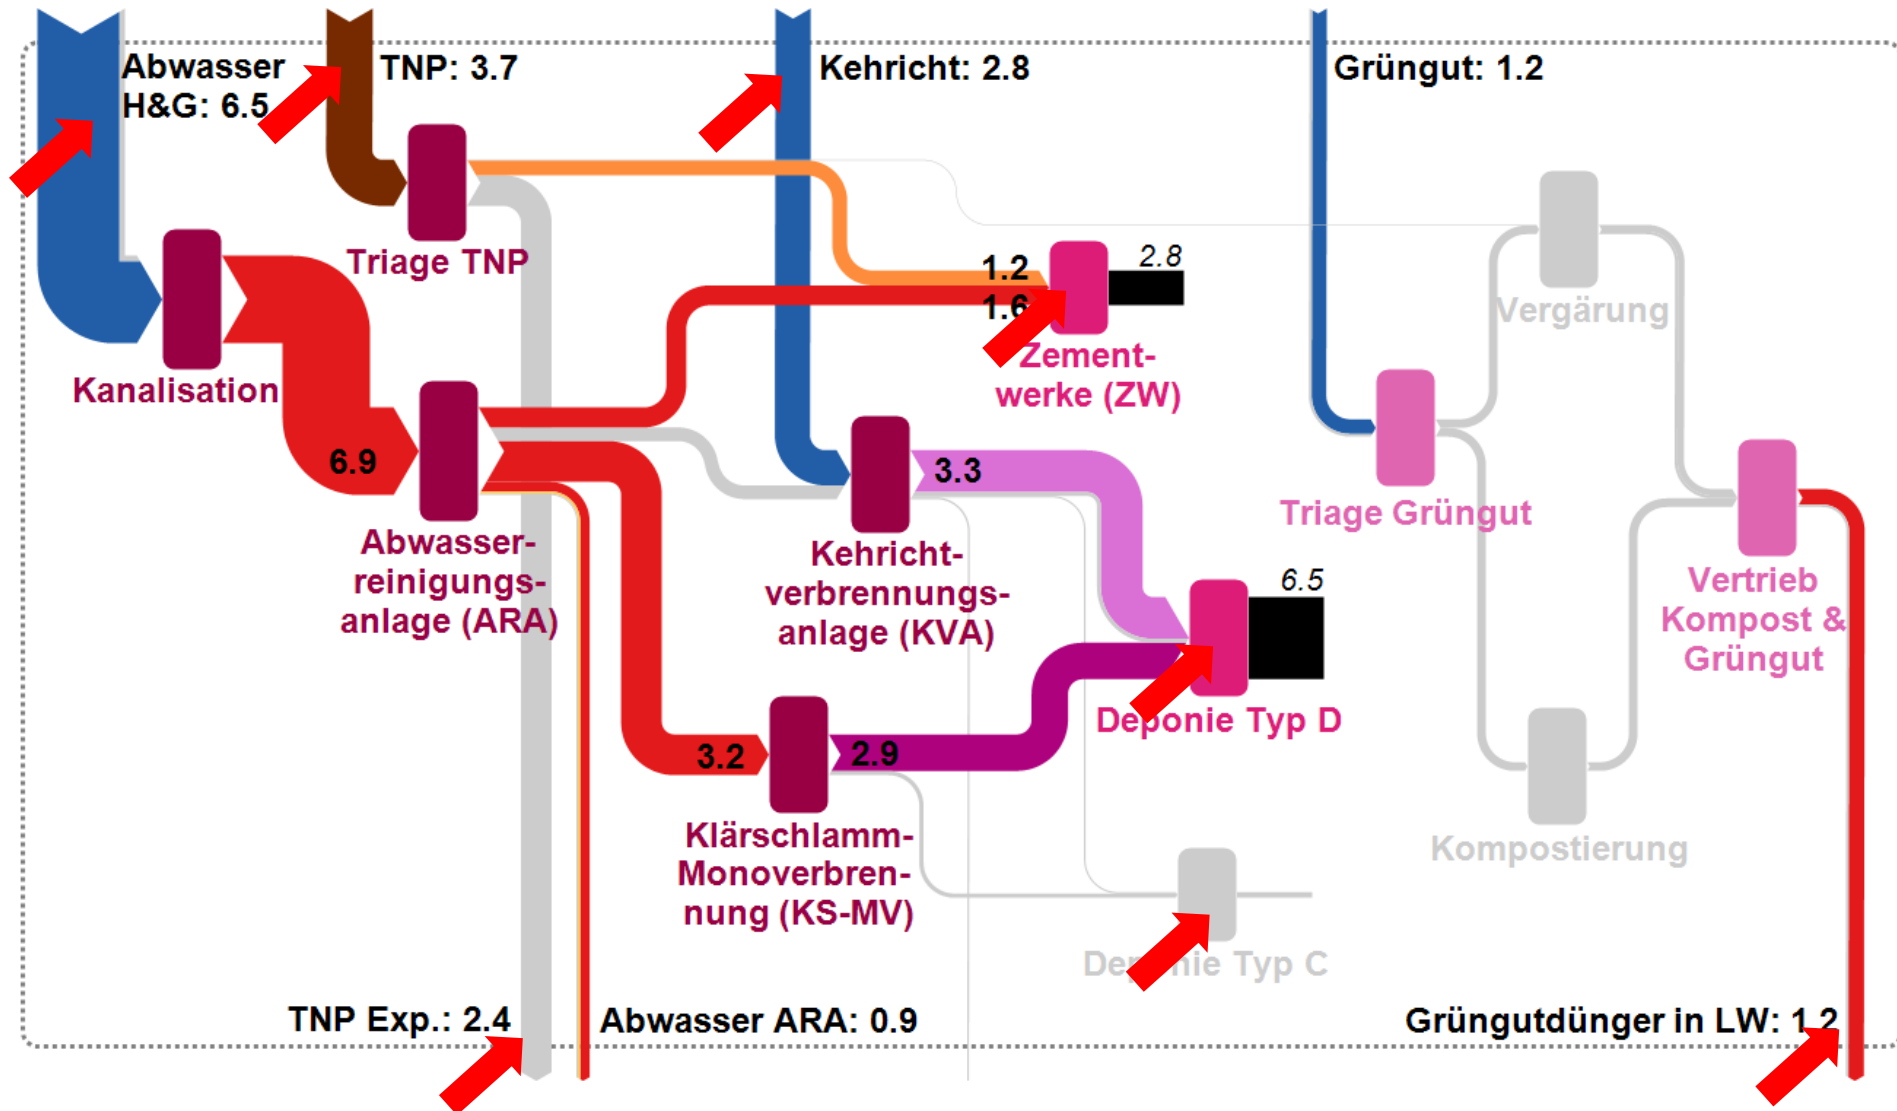 Abwasser
H&G: 6.5
TNP: 3.7
Kehricht: 2.8
Grüngut: 1.2
Triage TNP
Kanalisation
1.2
1.6
2.8
Zement-
werke (ZW)
Vergärung
6.9
Abwasser-
reinigungs-
anlage (ARA)
3.3
Kehricht-
verbrennungs-
anlage (KVA)
Triage Grüngut
6.5
Deponie Typ D
Vertrieb
Kompost &
Grüngut
3.2
2.9
Klärschlamm-
Monoverbren-
nung (KS-MV)
Kompostierung
Deponie Typ C
TNP Exp.: 2.4
Abwasser ARA: 0.9
Grüngutdünger in LW: 1.2